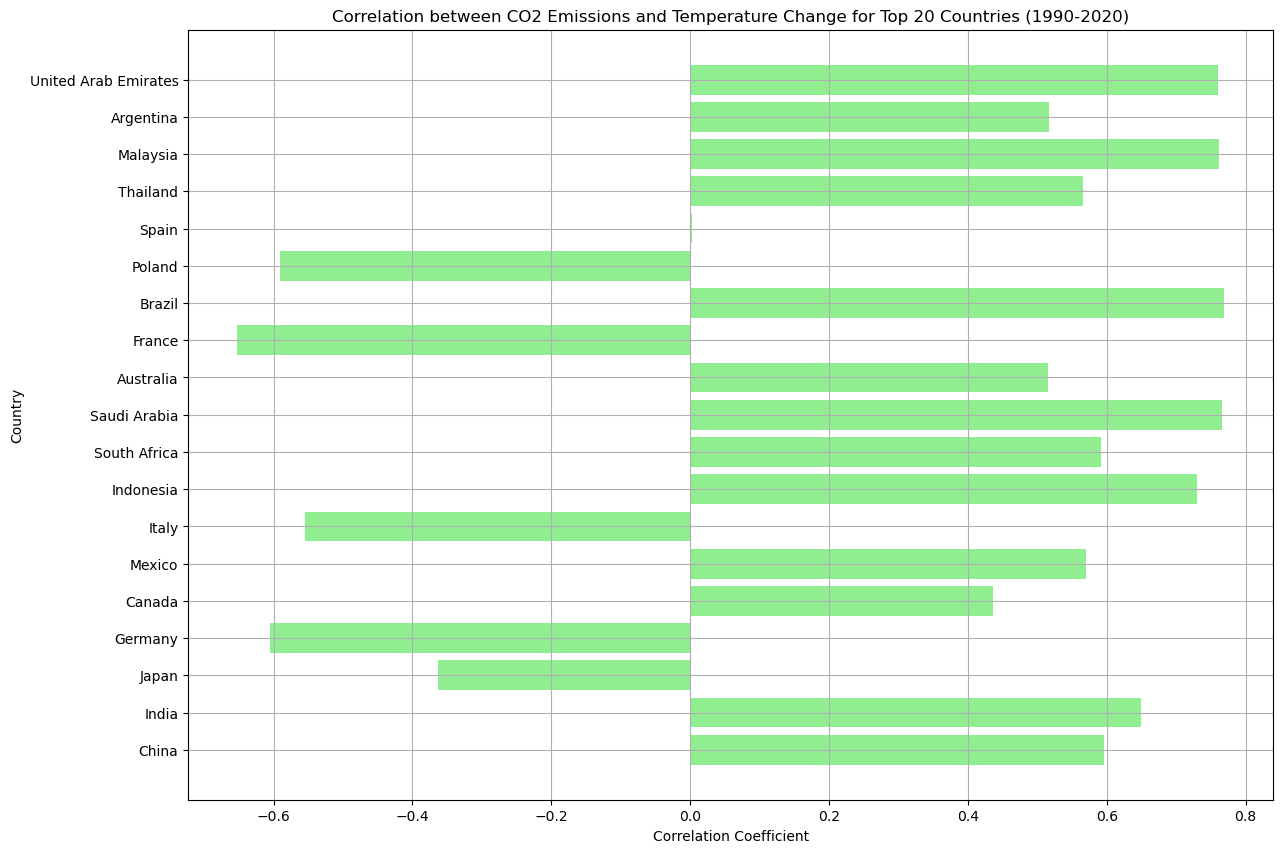 Correlation between CO2 Emissions and Temperature Change for Top 20 Countries (1990-2020)
United Arab Emirates
Argentina
Malaysia
Thailand
Spain
Poland
Brazil
France
Australia
Saudi Arabia
South Africa
Indonesia
Italy
Mexico
Canada
Germany
Japan
India
China
Country
−0.6 −0.4 −0.2 0.0 0.2 0.4 0.6 0.8
Correlation Coefficient